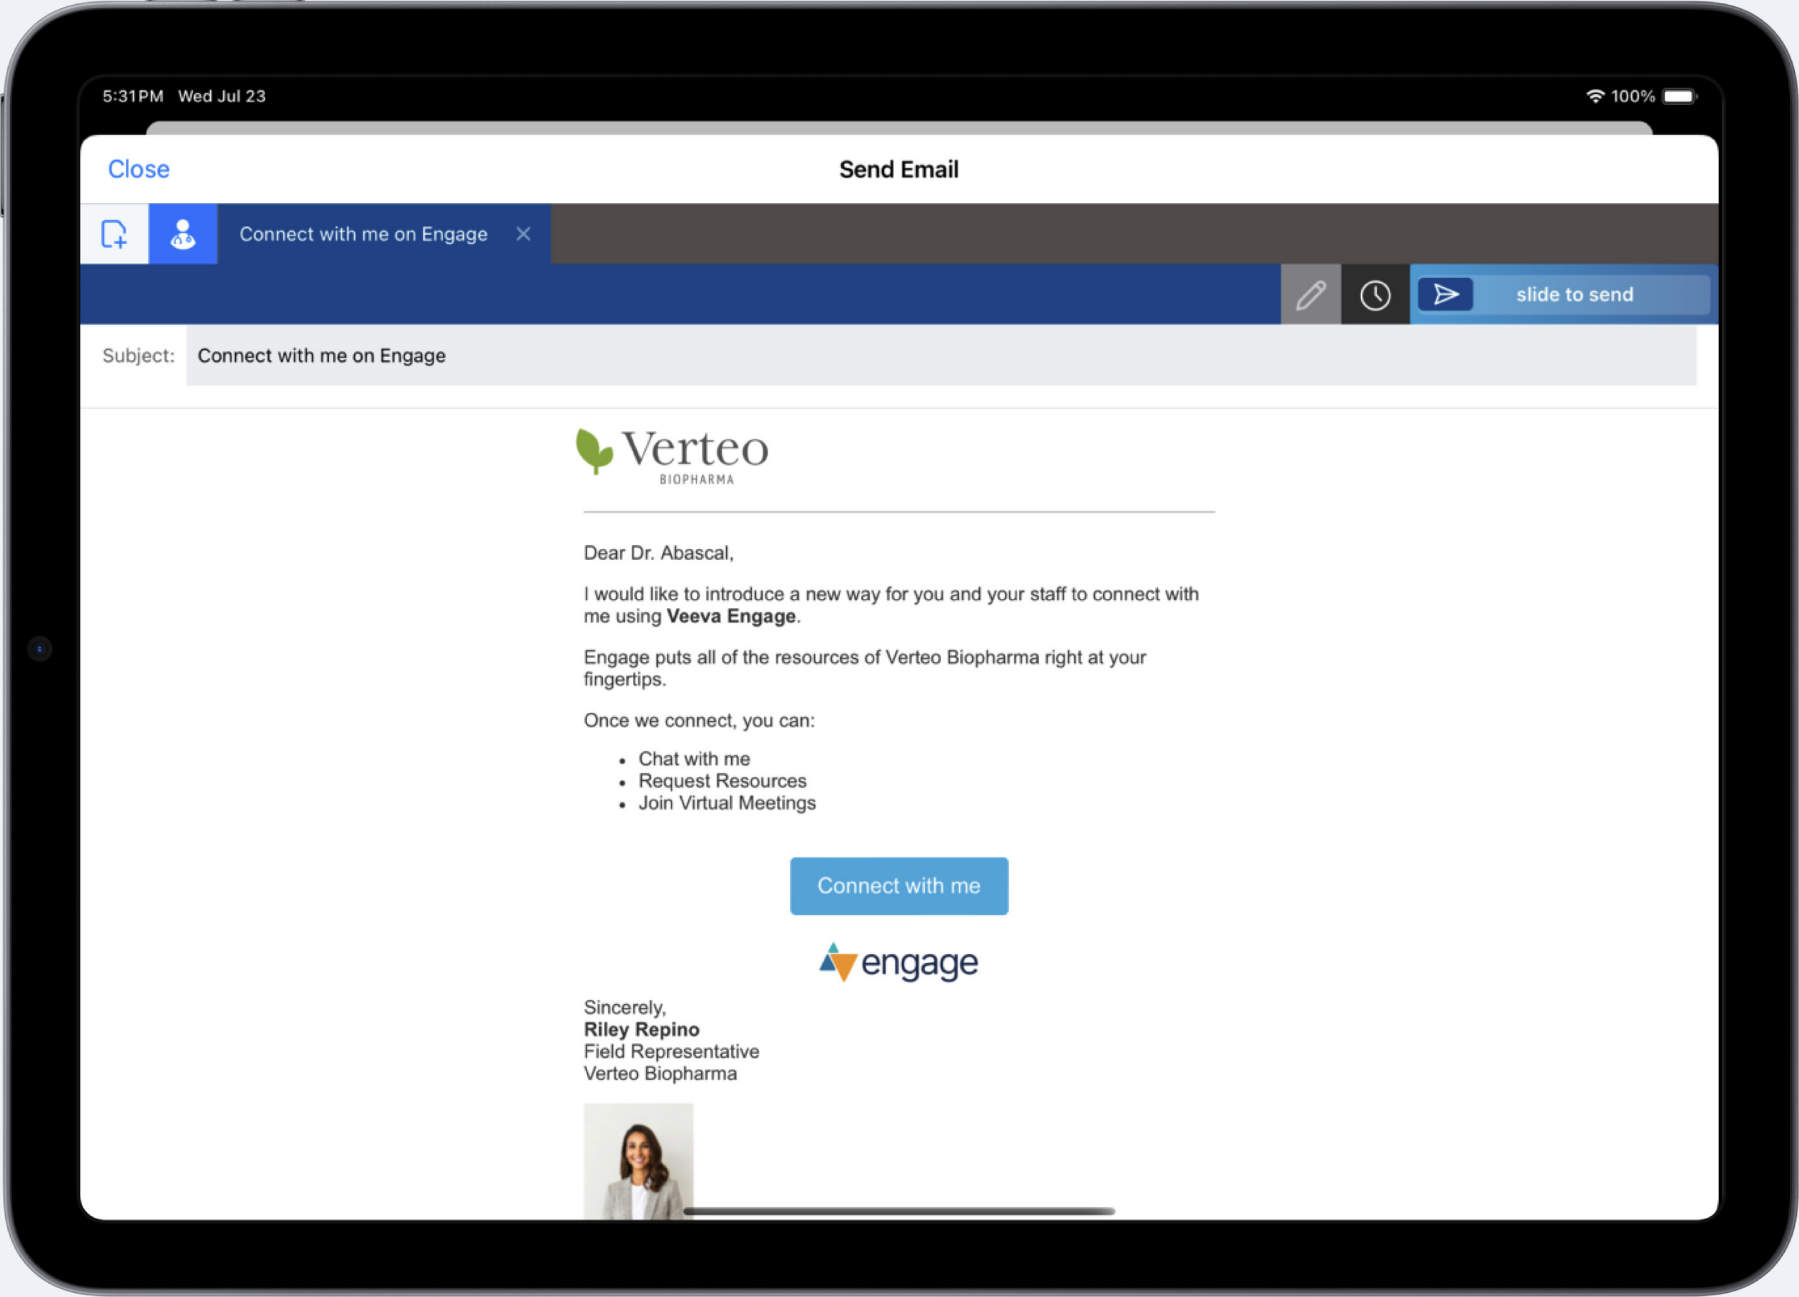 5:31PM Wed Jul 23
100%
Close
Send Email
Connect with me on Engage
slide to send
Subject: Connect with me on Engage
Verteo
BIOPHARMA
Dear Dr. Abascal,
I would like to introduce a new way for you and your staff to connect with
me using Veeva Engage.
Engage puts all of the resources of Verteo Biopharma right at your
fingertips.
Once we connect, you can:
• Chat with me
• Request Resources
• Join Virtual Meetings
Connect with me
engage
Sincerely,
Riley Repino
Field Representative
Verteo Biopharma